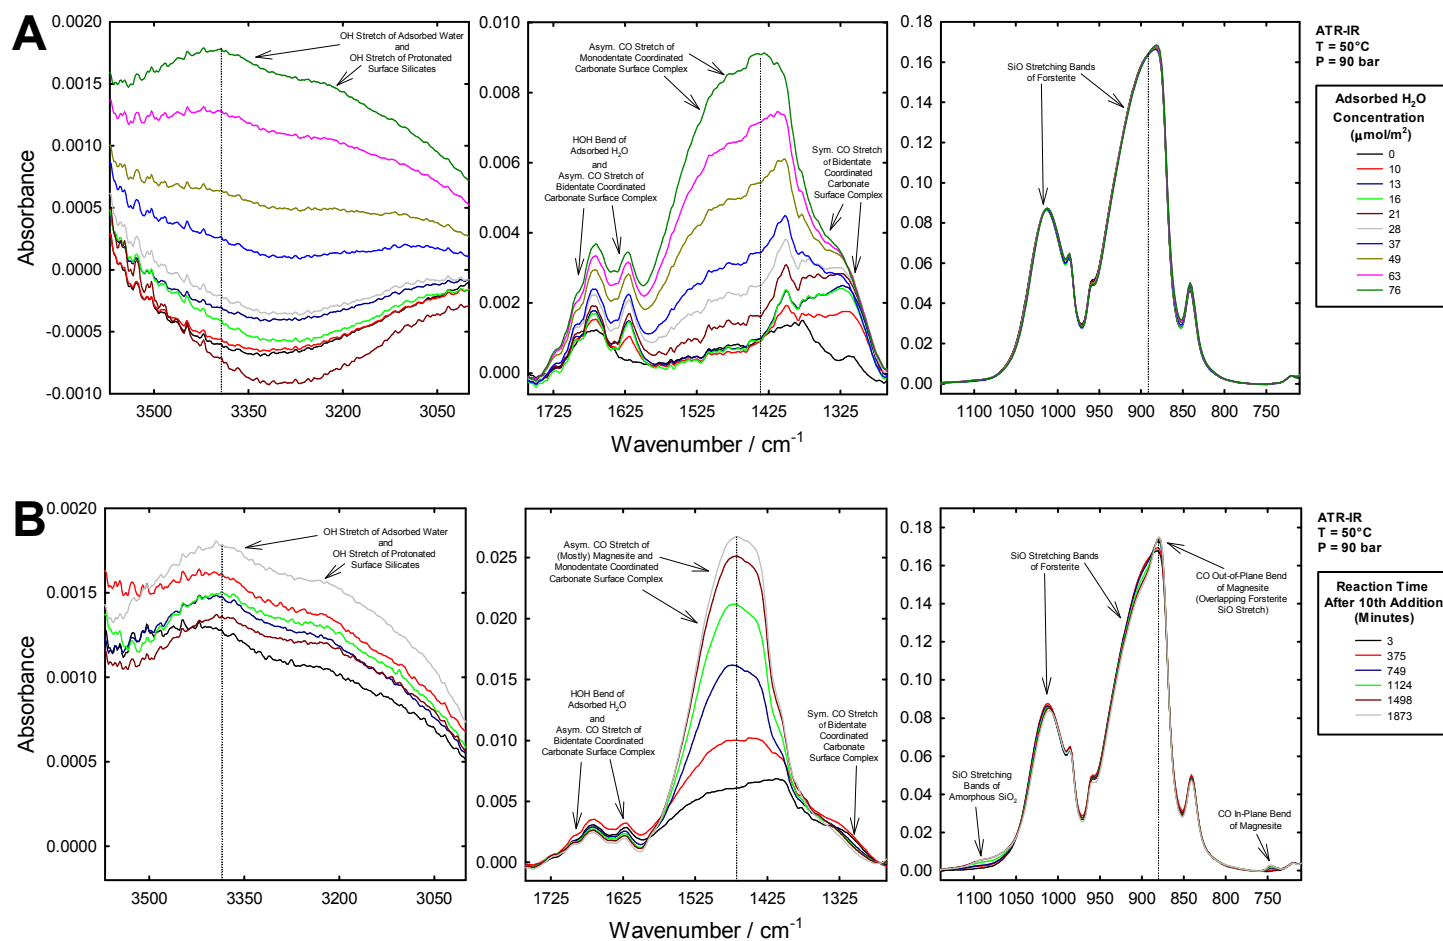 A
0.0020
0.0015
0.0010
0.0005
0.0000
-0.0005
-0.0010
Absorbance
3500
3350
3200
3050
OH Stretch of Adsorbed Water
and
OH Stretch of Protonated
Surface Silicates
0.010
0.008
0.006
0.004
0.002
0.000
1725
1625
1525
1425
1325
Asym. CO Stretch of
Monodentate Coordinated
Carbonate Surface Complex
HOH Bend of
Adsorbed H2O
and
Asym. CO Stretch of
Bidentate Coordinated
Carbonate Surface Complex
Sym. CO Stretch
of Bidentate
Coordinated
Carbonate
Surface Complex
Wavenumber / cm-1
0.18
0.16
0.14
0.12
0.10
0.08
0.06
0.04
0.02
0.00
1100
1050
1000
950
900
850
800
750
SiO Stretching Bands
of Forsterite
ATR-IR
T = 50°C
P = 90 bar
Adsorbed H2O
Concentration
(μmol/m2)
0
10
13
16
21
28
37
49
63
76
B
0.0020
0.0015
0.0010
0.0005
0.0000
Absorbance
3500
3350
3200
3050
OH Stretch of Adsorbed Water
and
OH Stretch of Protonated
Surface Silicates
0.025
0.020
0.015
0.010
0.005
0.000
1725
1625
1525
1425
1325
Asym. CO Stretch of
(Mostly) Magnesite and
Monodentate Coordinated
Carbonate Surface Complex
HOH Bend of
Adsorbed H2O
and
Asym. CO Stretch of
Bidentate Coordinated
Carbonate Surface Complex
Sym. CO Stretch
of Bidentate
Coordinated
Carbonate
Surface Complex
Wavenumber / cm-1
0.18
0.16
0.14
0.12
0.10
0.08
0.06
0.04
0.02
0.00
1100
1050
1000
950
900
850
800
750
SiO Stretching Bands
of Forsterite
CO Out-of-Plane Bend
of Magnesite
(Overlapping Forsterite
SiO Stretch)
SiO Stretching
Bands of
Amorphous SiO2
CO In-Plane Bend
of Magnesite
ATR-IR
T = 50°C
P = 90 bar
Reaction Time
After 10th Addition
(Minutes)
3
375
749
1124
1498
1873